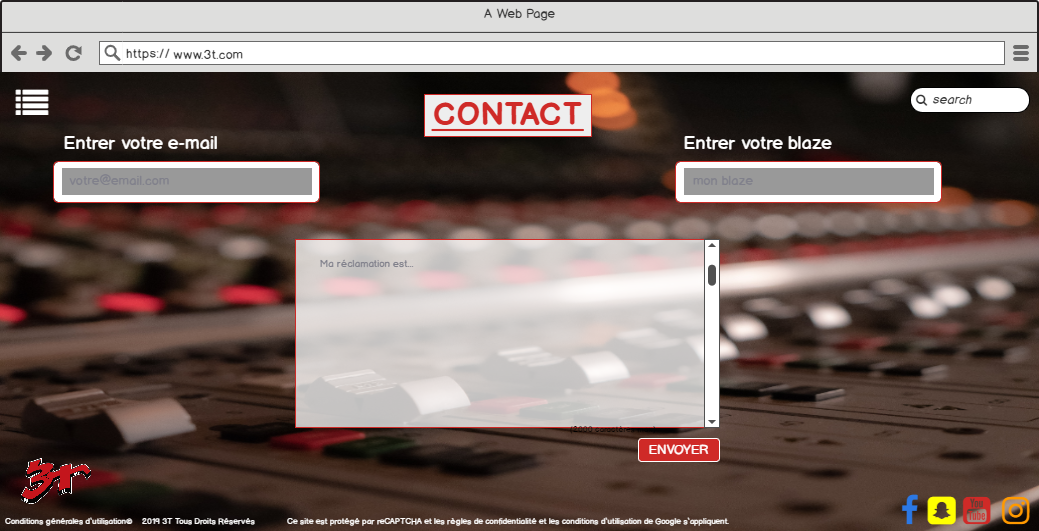 A Web Page
https:// www.3t.com
CONTACT
search
Entrer votre e-mail
Entrer votre blaze
votre@email.com
mon blaze
Ma réclamation est...
ENVOYER
3T
You
Tube
Conditions générales d'utilisation© 2019 3T Tous Droits Réservés Ce site est protégé par reCAPTCHA et les règles de confidentialité et les conditions d'utilisation de Google s'appliquent.